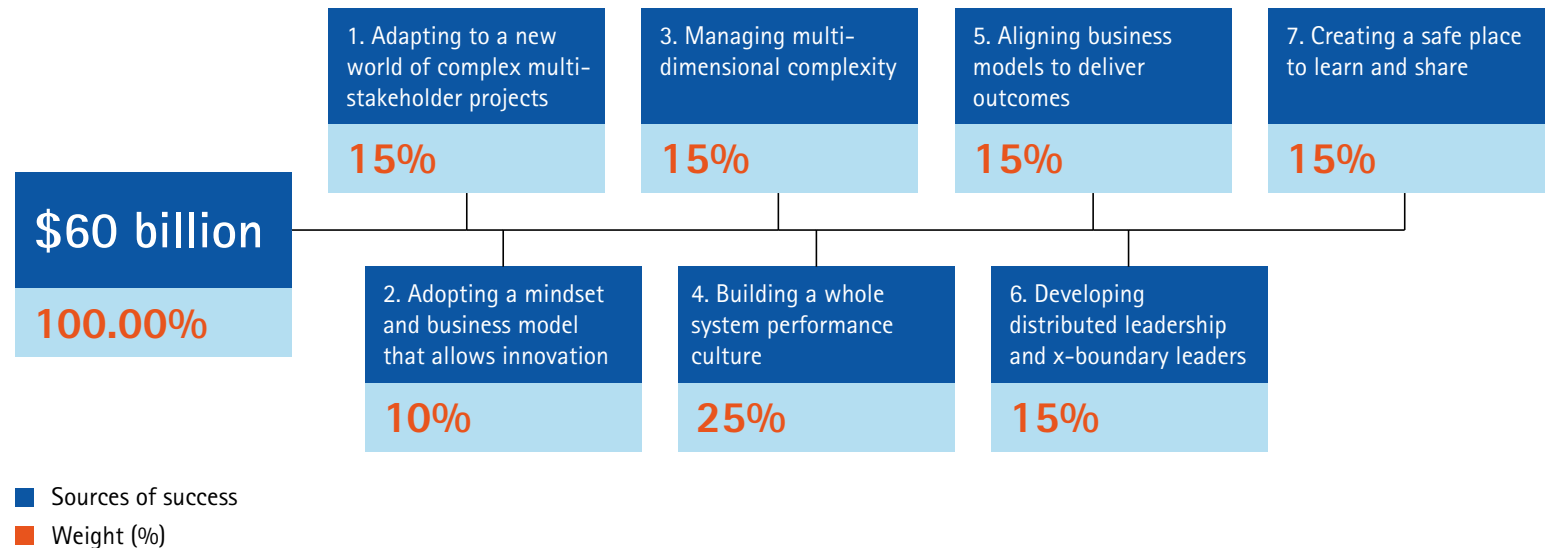 1. Adapting to a new
world of complex multi-
stakeholder projects
15%
3. Managing multi-
dimensional complexity
15%
5. Aligning business
models to deliver
outcomes
15%
7. Creating a safe place
to learn and share
15%
$60 billion
100.00%
2. Adopting a mindset
and business model
that allows innovation
10%
4. Building a whole
system performance
culture
25%
6. Developing
distributed leadership
and x-boundary leaders
15%
Sources of success
Weight (%)